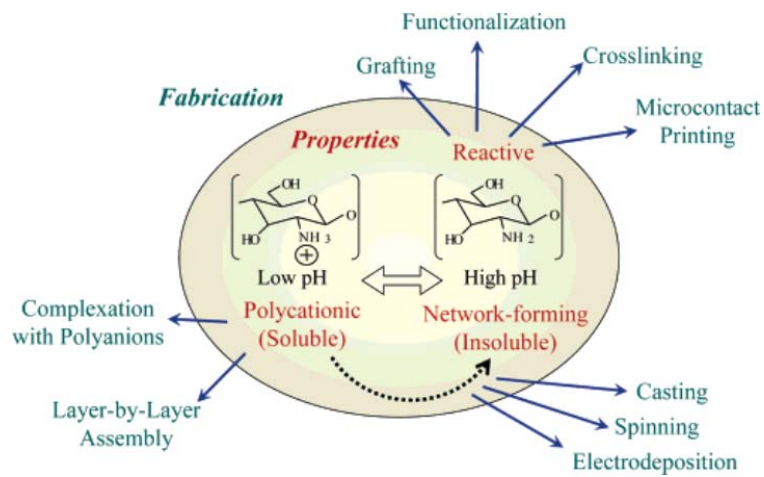 Functionalization
Grafting
Crosslinking
Fabrication
Microcontact
Printing
Properties
Reactive
OH
O
O
HO
NH 3
+
OH
O
O
HO
NH 2
Low pH
High pH
Complexation
with Polyanions
Polycationic
(Soluble)
Network-forming
(Insoluble)
Layer-by-Layer
Assembly
Casting
Spinning
Electrodeposition